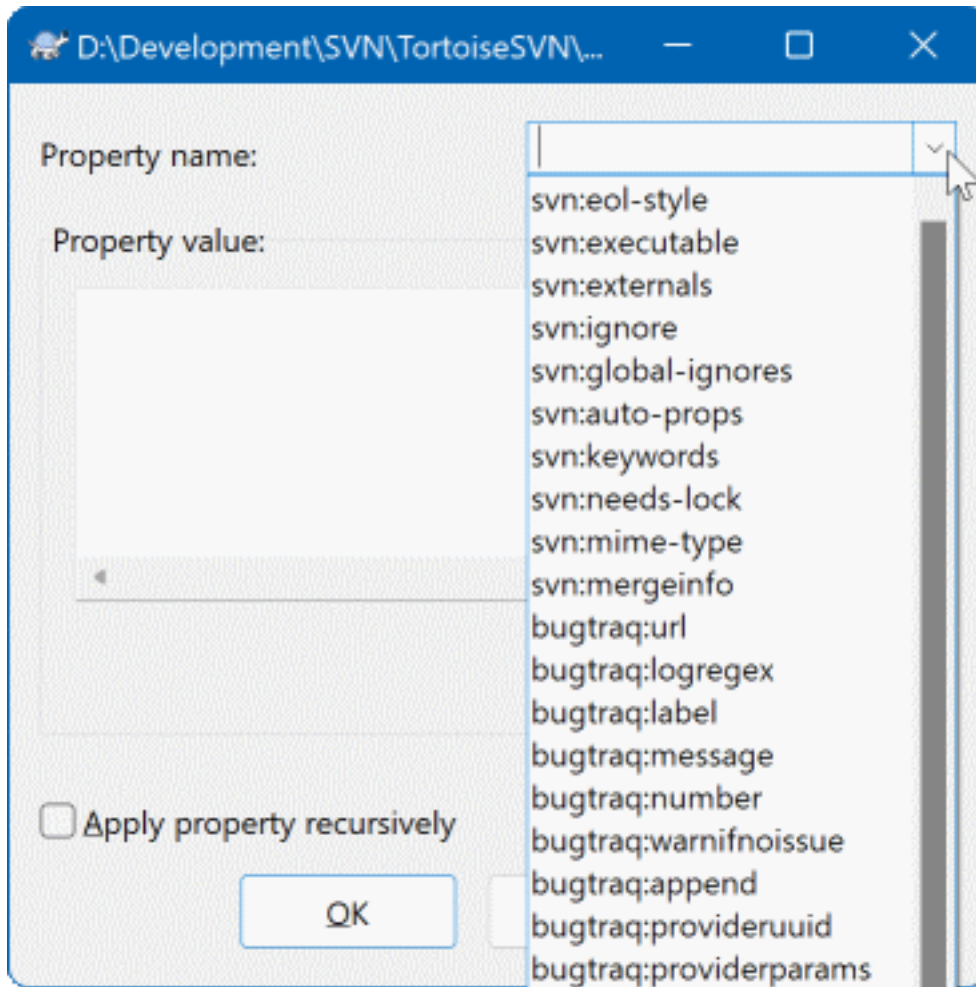 D:\Development\SVN\TortoiseSVN\...
Property name:
Property value:
svn:eol-style
svn:executable
svn:externals
svn:ignore
svn:global-ignores
svn:auto-props
svn:keywords
svn:needs-lock
svn:mime-type
svn:mergeinfo
bugtraq:url
bugtraq:logregex
bugtraq:label
bugtraq:message
bugtraq:number
bugtraq:warnifnoissue
bugtraq:append
bugtraq:provideruuid
bugtraq:providerparams
Apply property recursively
OK